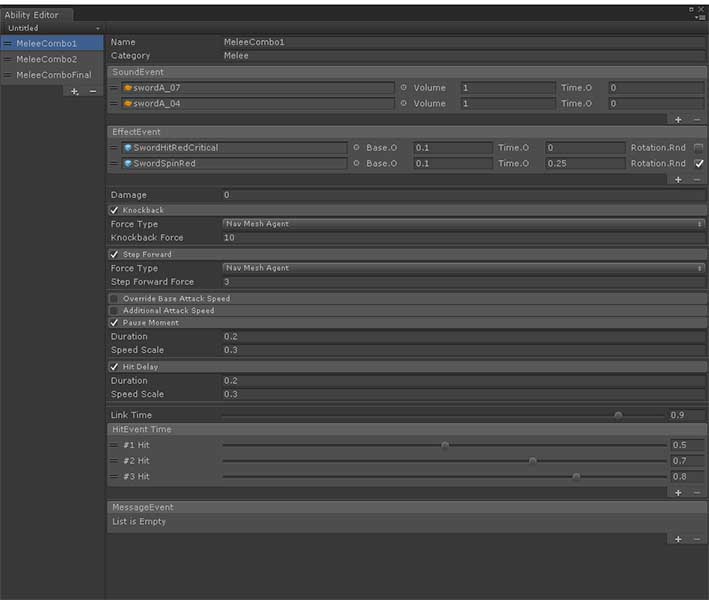 Ability Editor
Untitled
MeleeCombo1
MeleeCombo2
MeleeComboFinal
Name MeleeCombo1
Category Melee
SoundEvent
swordA_07 Volume 1 Time.O 0
swordA_04 Volume 1 Time.O 0
EffectEvent
SwordHitRedCritical Base.O 0.1 Time.O 0 Rotation.Rnd
SwordSpinRed Base.O 0.1 Time.O 0.25 Rotation.Rnd
Damage 0
Knockback
Force Type Nav Mesh Agent
Knockback Force 10
Step Forward
Force Type Nav Mesh Agent
Step Forward Force 3
Override Base Attack Speed
Additional Attack Speed
Pause Moment
Duration 0.2
Speed Scale 0.3
Hit Delay
Duration 0.2
Speed Scale 0.3
Link Time 0.9
HitEvent Time
#1 Hit 0.5
#2 Hit 0.7
#3 Hit 0.8
MessageEvent
List is Empty